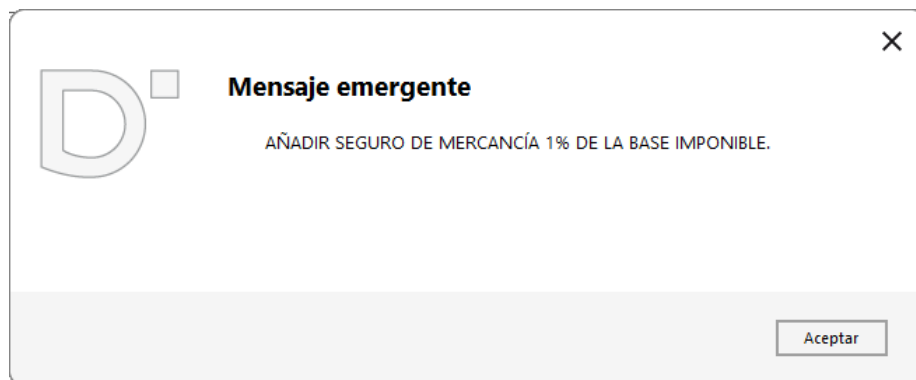 Mensaje emergente
AÑADIR SEGURO DE MERCANCÍA 1% DE LA BASE IMPONIBLE.
Aceptar